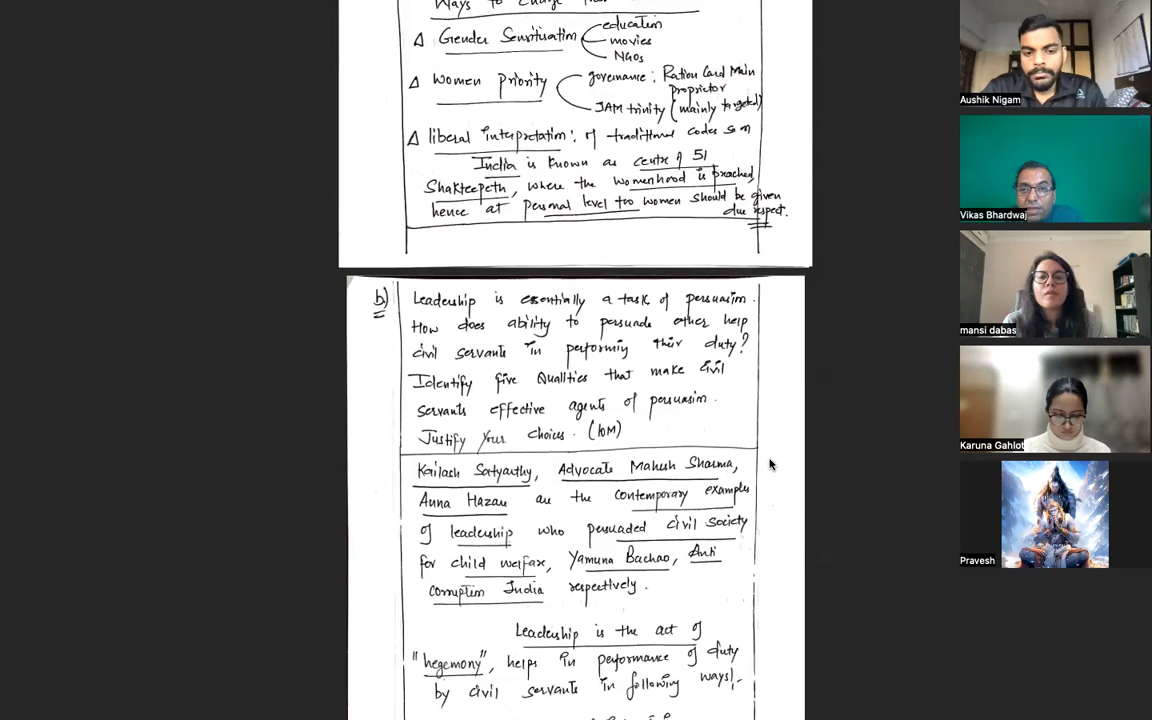 Ways to change
△ Gender Sensitisation
education
movies
NGOs
△ Women Priority
governance: Ration Card Main
proprietor
JAM trinity (mainly targeted)
△ liberal interpretation: of traditional codes
India is known as centre of 51
Shakteepeth, where the womenhood is preached,
hence at personal level too women should be given
due respect.
b)
Leadership is essentially a task of persuasion.
How does ability to persuade other help
civil servants in performing their duty?
Identify five Qualities that make civil
servants effective agents of persuasion.
Justify your choices. (10M)
Kailash Satyarthy, Advocate Mahesh Sharma,
Anna Hazare are the contemporary examples
of leadership who persuaded civil society
for child welfare, Yamuna Bachao, Anti
corruption India respectively.
Leadership is the act of
"hegemony", helps in performance of duty
by civil servants in following ways:-
Aushik Nigam
Vikas Bhardwaj
mansi dabas
Karuna Gahlot
Pravesh